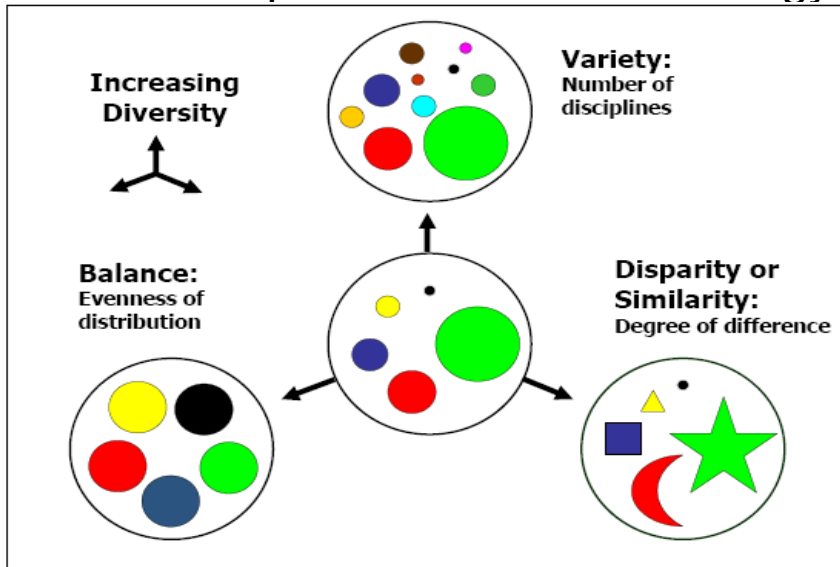 Increasing
Diversity
Variety:
Number of
disciplines
Balance:
Evenness of
distribution
Disparity or
Similarity:
Degree of difference